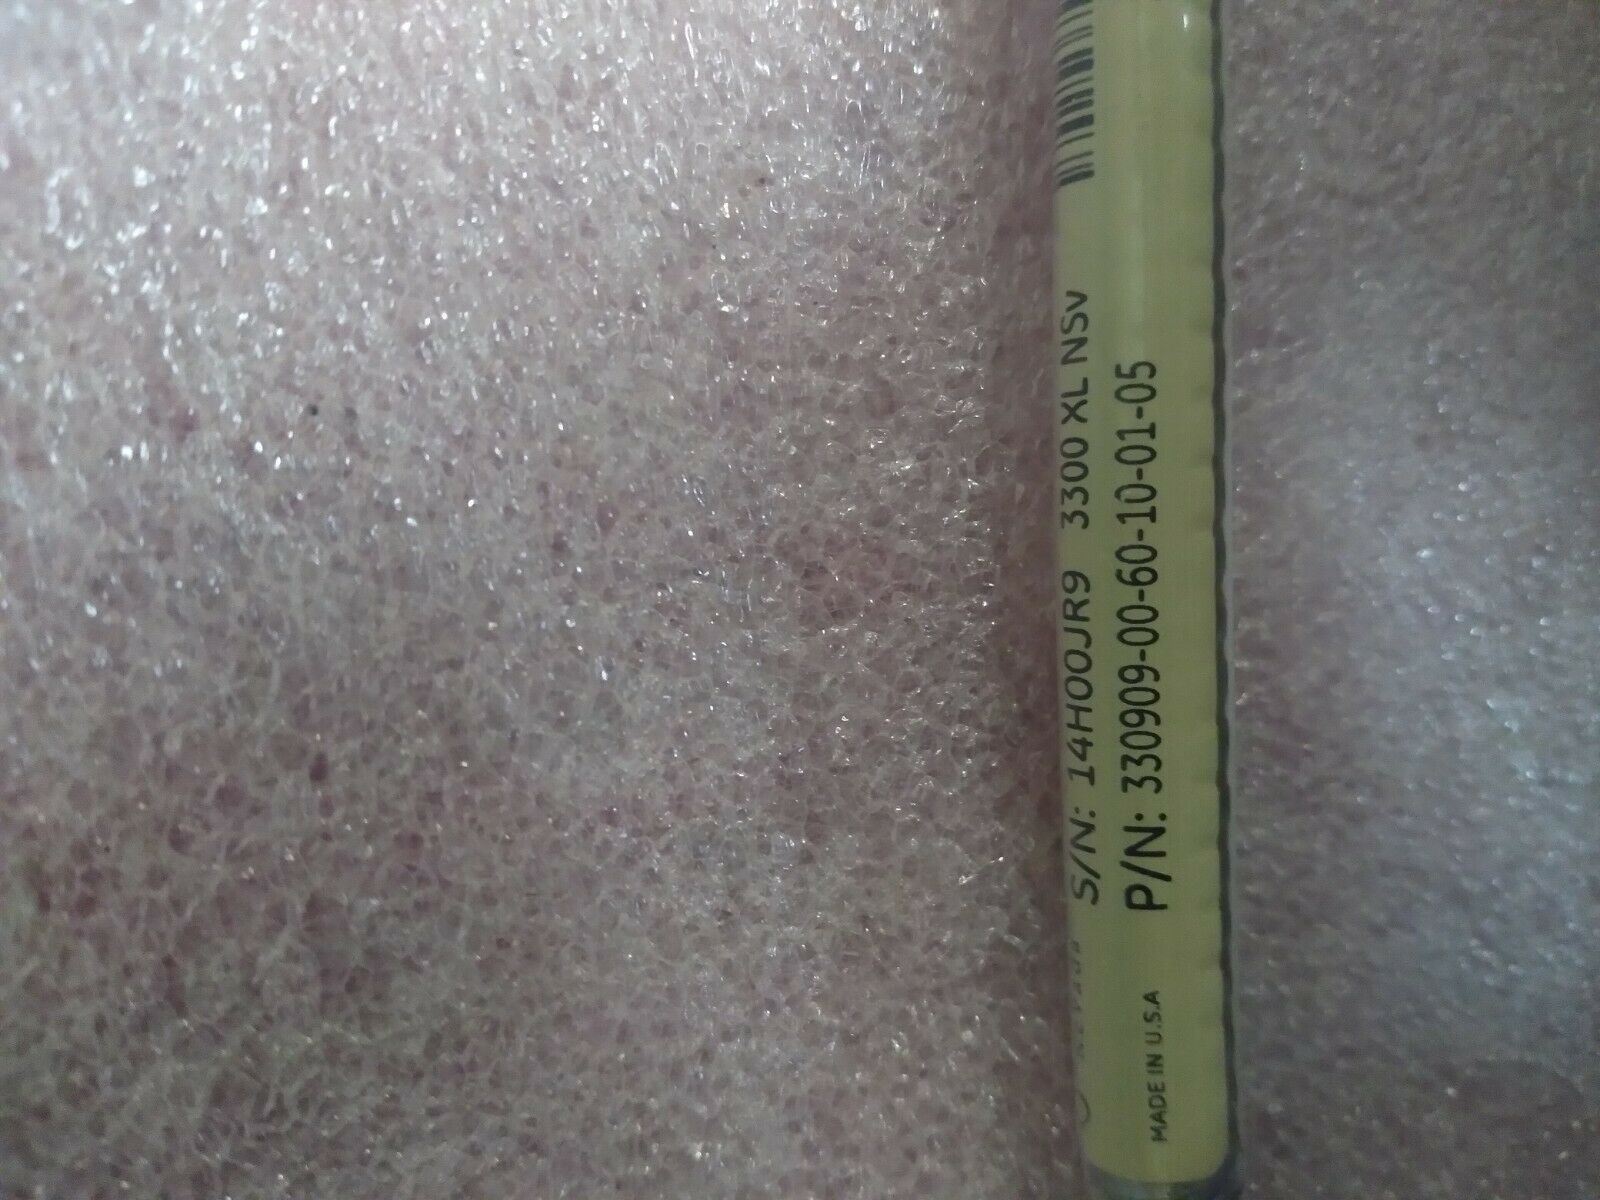 S/N: 14H00JR9 3300 XL NSv
P/N: 330909-00-60-10-01-05
MADE IN U.S.A